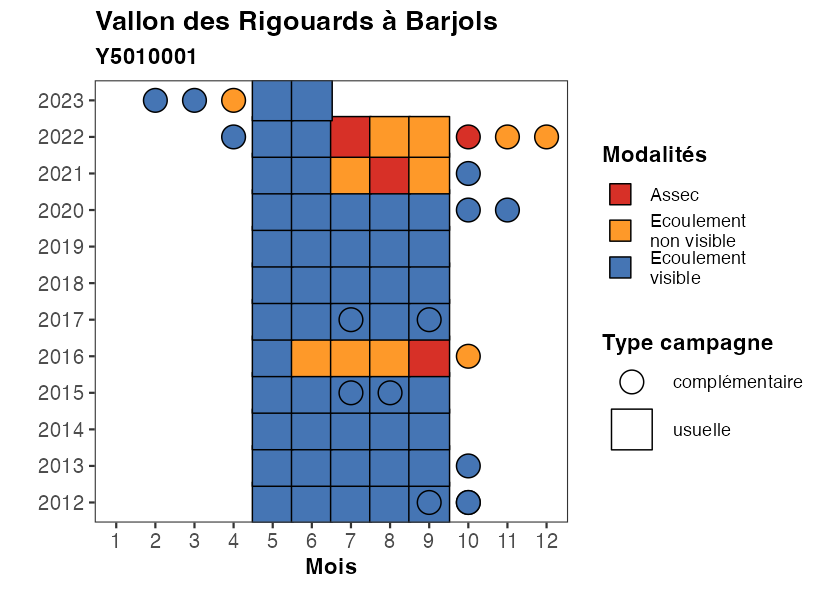 Vallon des Rigouards à Barjols
Y5010001
2023
2022
2021
2020
2019
2018
2017
2016
2015
2014
2013
2012
1 2 3 4 5 6 7 8 9 10 11 12
Mois
Modalités
Assec
Ecoulement
non visible
Ecoulement
visible
Type campagne
complémentaire
usuelle